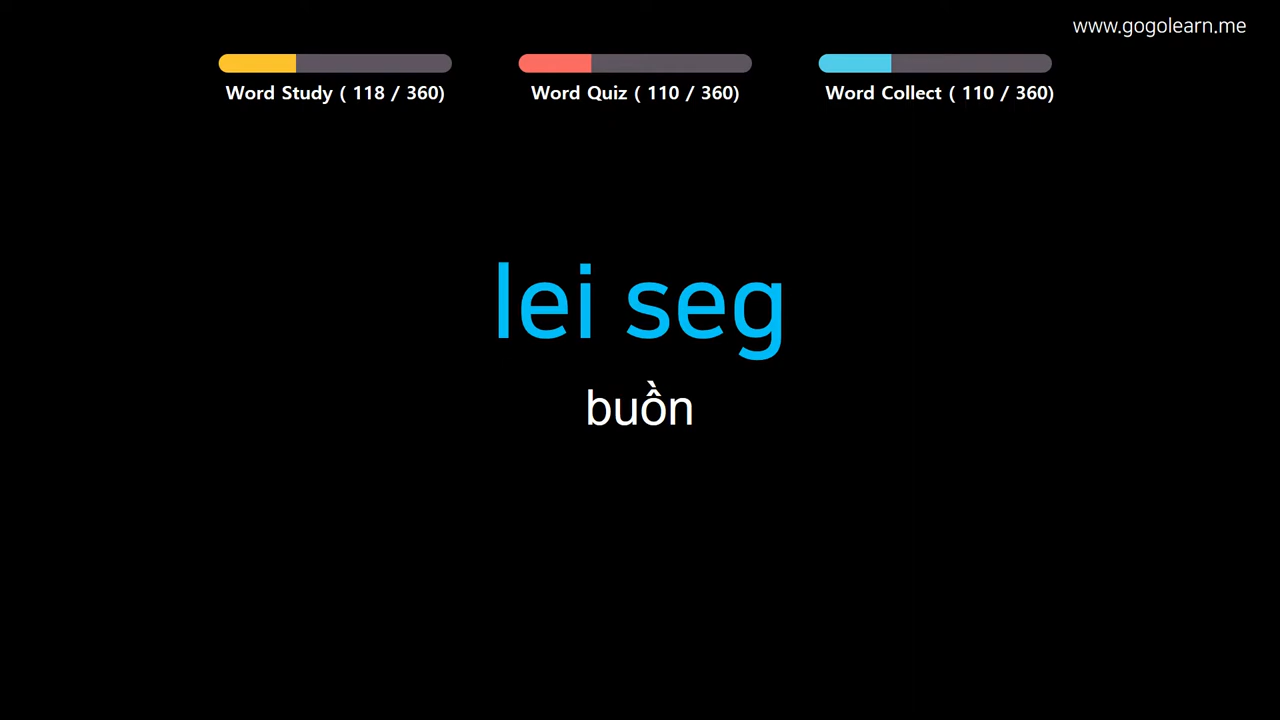 www.gogolearn.me
Word Study ( 118 / 360)
Word Quiz ( 110 / 360)
Word Collect ( 110 / 360)
lei seg
buồn